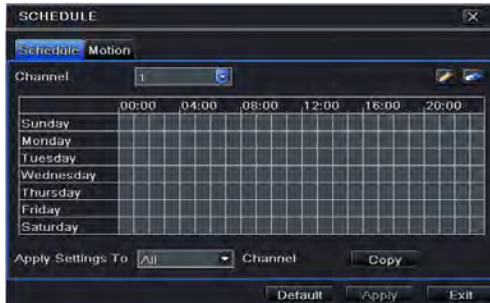 SCHEDULE
Schedule Motion
Channel 1
00:00 04:00 08:00 12:00 16:00 20:00
Sunday
Monday
Tuesday
Wednesday
Thursday
Friday
Saturday
Apply Settings To All Channel Copy
Default Apply Exit